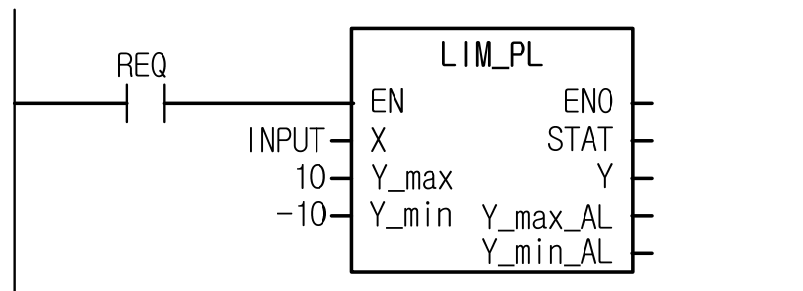 LIM_PL
REQ
EN ENO
INPUT X STAT
10 Y_max Y
-10 Y_min Y_max_AL
Y_min_AL